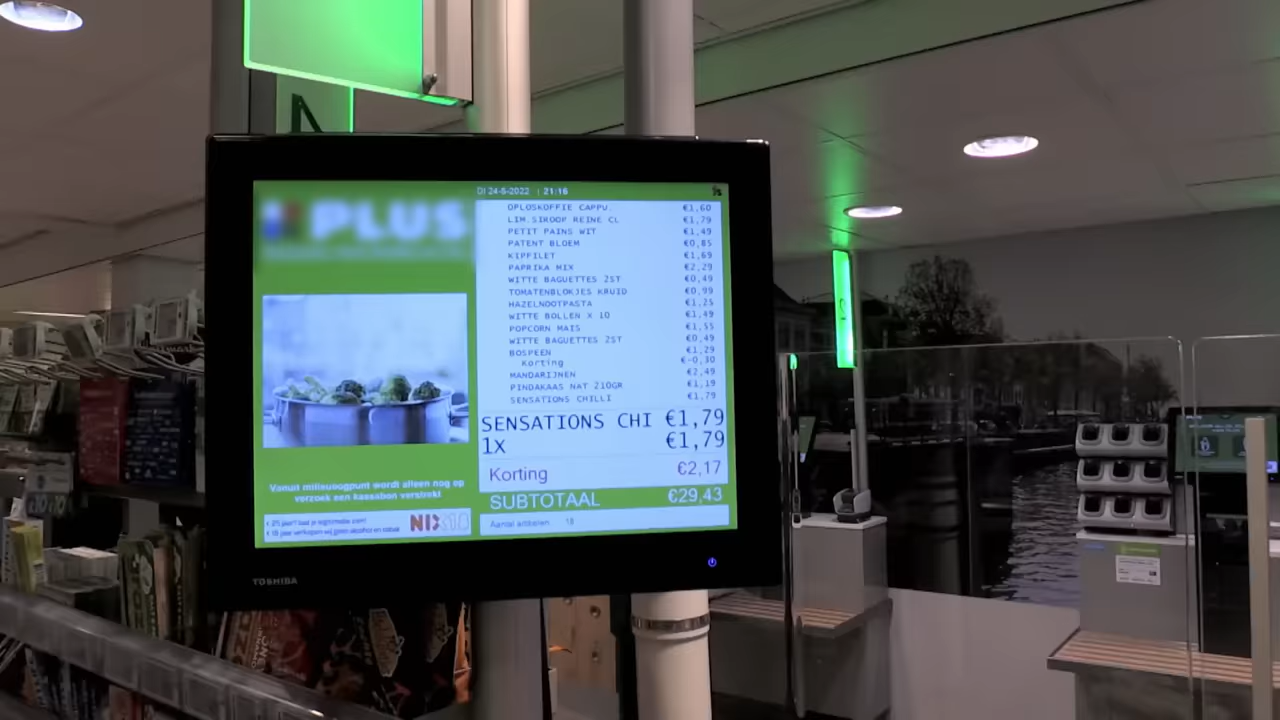 DI 24-5-2022 | 21:16
PLUS
OPLOSKOFFIE CAPPU. €1,60
LIM.SIROOP REINE CL €1,79
PETIT PAINS WIT €1,49
PATENT BLOEM €0,85
KIPFILET €1,69
PAPRIKA MIX €2,29
WITTE BAGUETTES 2ST €0,49
TOMATENBLOKJES KRUID €0,99
HAZELNOOTPASTA €1,25
WITTE BOLLEN X 10 €1,49
POPCORN MAIS €1,55
WITTE BAGUETTES 2ST €0,49
BOSPEEN €1,29
Korting €-0,30
MANDARIJNEN €2,49
PINDAKAAS NAT 210GR €1,19
SENSATIONS CHILLI €1,79
SENSATIONS CHI €1,79
1X €1,79
Korting €2,17
SUBTOTAAL €29,43
Aantal artikelen 18
Vanuit milieuoogpunt wordt alleen nog op
verzoek een kassabon verstrekt
NIX18
TOSHIBA
2